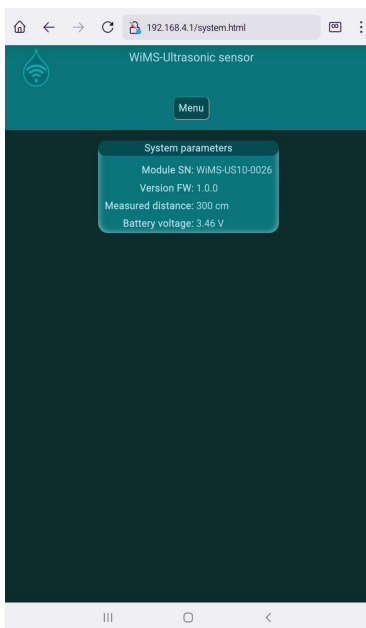 192.168.4.1/system.html
WiMS-Ultrasonic sensor
Menu
System parameters
Module SN: WiMS-US10-0026
Version FW: 1.0.0
Measured distance: 300 cm
Battery voltage: 3.46 V